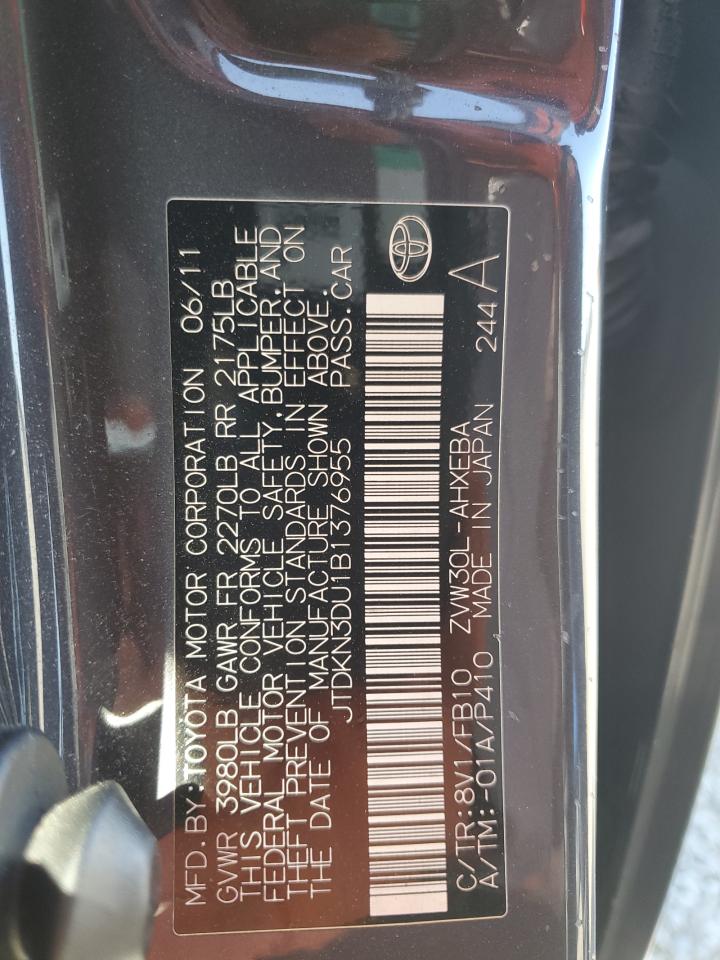 MFD. BY: TOYOTA MOTOR CORPORATION 06/11
GVWR 3980LB GAWR FR 2270LB RR 2175LB
THIS VEHICLE CONFORMS TO ALL APPLICABLE
FEDERAL MOTOR VEHICLE SAFETY, BUMPER, AND
THEFT PREVENTION STANDARDS IN EFFECT ON
THE DATE OF MANUFACTURE SHOWN ABOVE.
JTDKN3DU1B1376955 PASS. CAR
C/TR: 8V1/FB10 ZVW30L-AHXEBA
A/TM: -01A/P410 MADE IN JAPAN 244 A